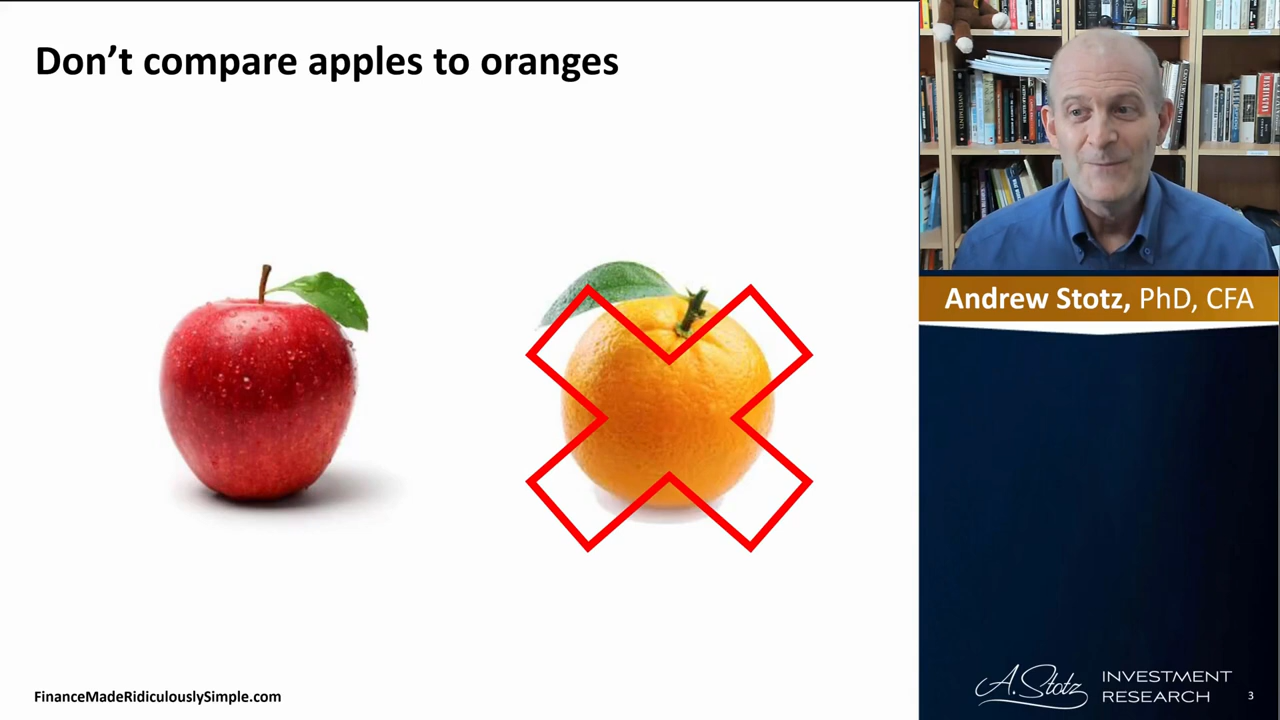 Don't compare apples to oranges
Andrew Stotz, PhD, CFA
FinanceMadeRidiculouslySimple.com
A. Stotz
INVESTMENT
RESEARCH
3